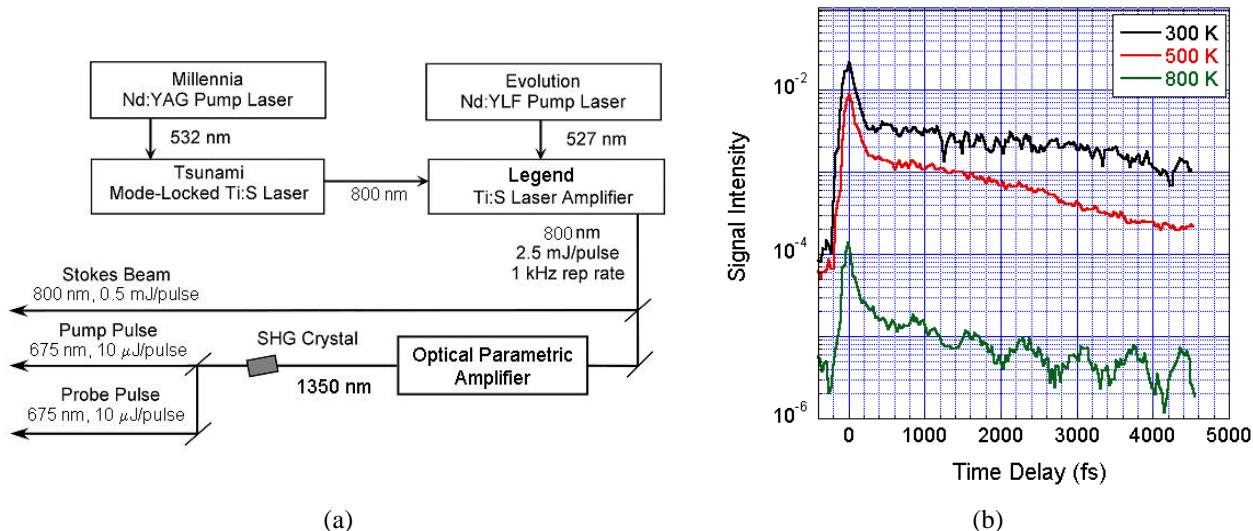 Millennia
Nd:YAG Pump Laser
Evolution
Nd:YLF Pump Laser
532 nm
527 nm
Tsunami
Mode-Locked Ti:S Laser
800 nm
Legend
Ti:S Laser Amplifier
800 nm
2.5 mJ/pulse
1 kHz rep rate
Stokes Beam
800 nm, 0.5 mJ/pulse
Pump Pulse
675 nm, 10 μJ/pulse
SHG Crystal
1350 nm
Optical Parametric
Amplifier
Probe Pulse
675 nm, 10 μJ/pulse
(a)
300 K
500 K
800 K
Signal Intensity
10⁻²
10⁻⁴
10⁻⁶
0 1000 2000 3000 4000 5000
Time Delay (fs)
(b)